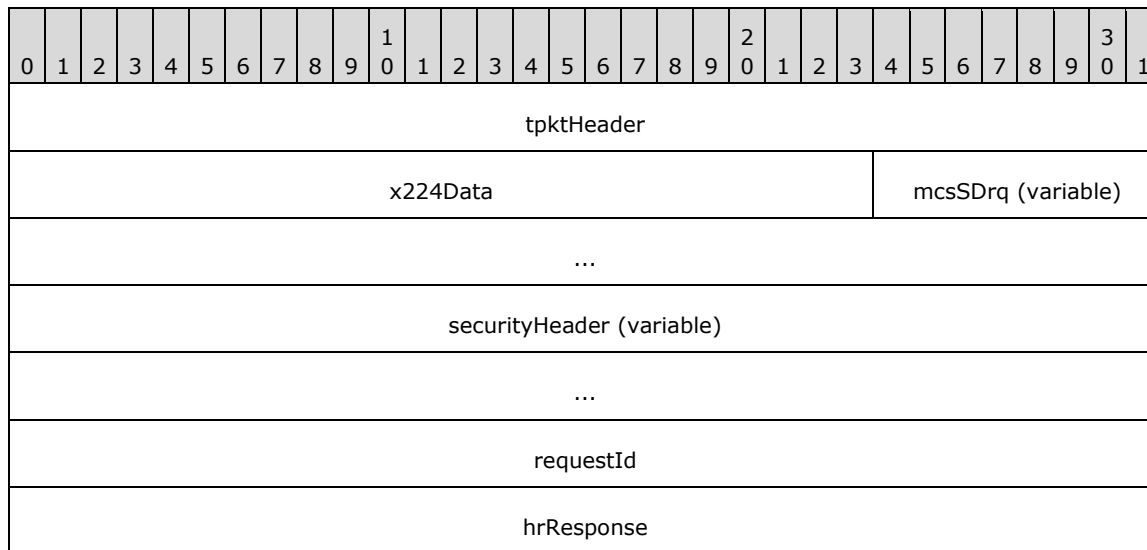 1 2 3
0 1 2 3 4 5 6 7 8 9 0 1 2 3 4 5 6 7 8 9 0 1 2 3 4 5 6 7 8 9 0 1
tpktHeader
x224Data mcsSDrq (variable)
...
securityHeader (variable)
...
requestId
hrResponse